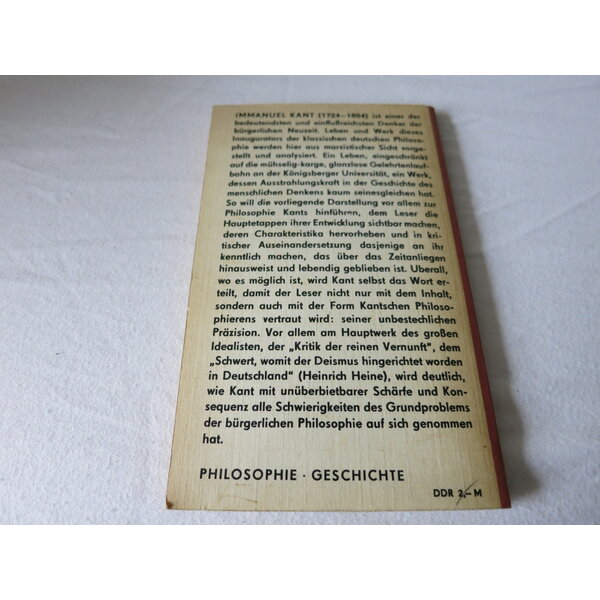 IMMANUEL KANT (1724–1804) ist einer der
bedeutendsten und einflußreichsten Denker der
bürgerlichen Neuzeit. Leben und Werk dieses
Inaugurators der klassischen deutschen Philoso-
phie werden hier aus marxistischer Sicht vorge-
stellt und analysiert. Ein Leben, eingeschränkt
auf die mühselig-karge, glanzlose Gelehrtenlauf-
bahn an der Königsberger Universität, ein Werk,
dessen Ausstrahlungskraft in der Geschichte des
menschlichen Denkens kaum seinesgleichen hat.
So will die vorliegende Darstellung vor allem zur
Philosophie Kants hinführen, dem Leser die
Hauptetappen ihrer Entwicklung sichtbar machen,
deren Charakteristika hervorheben und in kri-
tischer Auseinandersetzung dasjenige an ihr
kenntlich machen, das über das Zeitanliegen
hinausweist und lebendig geblieben ist. Überall,
wo es möglich ist, wird Kant selbst das Wort er-
teilt, damit der Leser nicht nur mit dem Inhalt,
sondern auch mit der Form Kantschen Philoso-
phierens vertraut wird: seiner unbestechlichen
Präzision. Vor allem am Hauptwerk des großen
Idealisten, der „Kritik der reinen Vernunft“, dem
„Schwert, womit der Deismus hingerichtet worden
in Deutschland“ (Heinrich Heine), wird deutlich,
wie Kant mit unüberbietbarer Schärfe und Kon-
sequenz alle Schwierigkeiten des Grundproblems
der bürgerlichen Philosophie auf sich genommen
hat.
PHILOSOPHIE · GESCHICHTE
DDR 2,– M